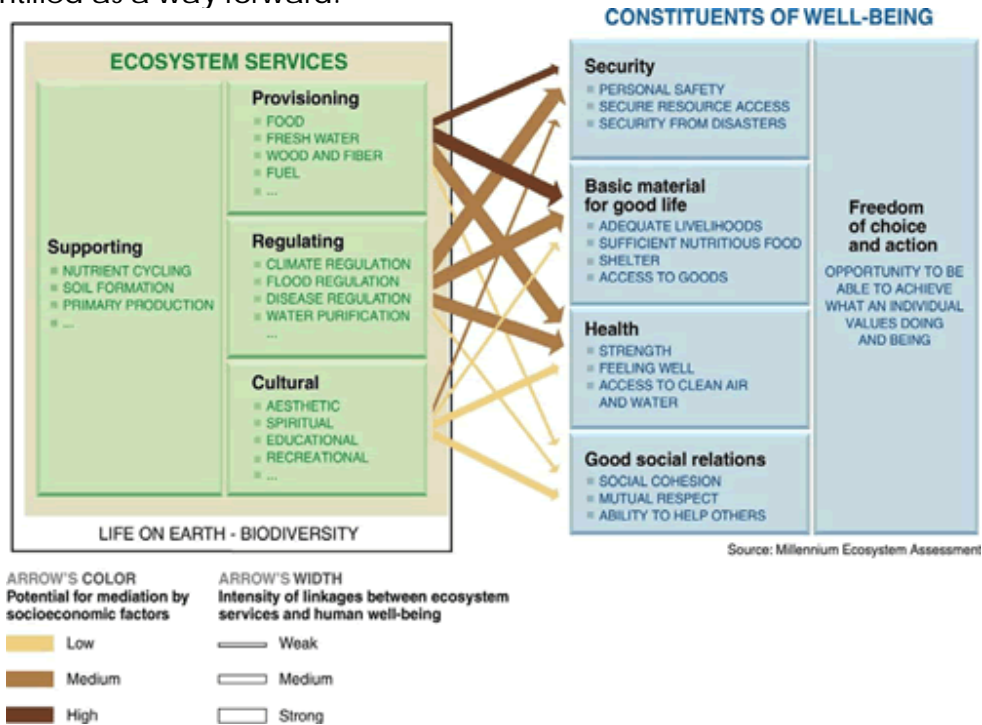 entified as a way forward.
CONSTITUENTS OF WELL-BEING
ECOSYSTEM SERVICES
Supporting
NUTRIENT CYCLING
SOIL FORMATION
PRIMARY PRODUCTION
...
Provisioning
FOOD
FRESH WATER
WOOD AND FIBER
FUEL
...
Regulating
CLIMATE REGULATION
FLOOD REGULATION
DISEASE REGULATION
WATER PURIFICATION
...
Cultural
AESTHETIC
SPIRITUAL
EDUCATIONAL
RECREATIONAL
...
LIFE ON EARTH - BIODIVERSITY
Security
PERSONAL SAFETY
SECURE RESOURCE ACCESS
SECURITY FROM DISASTERS
Basic material
for good life
ADEQUATE LIVELIHOODS
SUFFICIENT NUTRITIOUS FOOD
SHELTER
ACCESS TO GOODS
Health
STRENGTH
FEELING WELL
ACCESS TO CLEAN AIR
AND WATER
Good social relations
SOCIAL COHESION
MUTUAL RESPECT
ABILITY TO HELP OTHERS
Freedom
of choice
and action
OPPORTUNITY TO BE
ABLE TO ACHIEVE
WHAT AN INDIVIDUAL
VALUES DOING
AND BEING
Source: Millennium Ecosystem Assessment
ARROW'S COLOR
Potential for mediation by
socioeconomic factors
Low
Medium
High
ARROW'S WIDTH
Intensity of linkages between ecosystem
services and human well-being
Weak
Medium
Strong